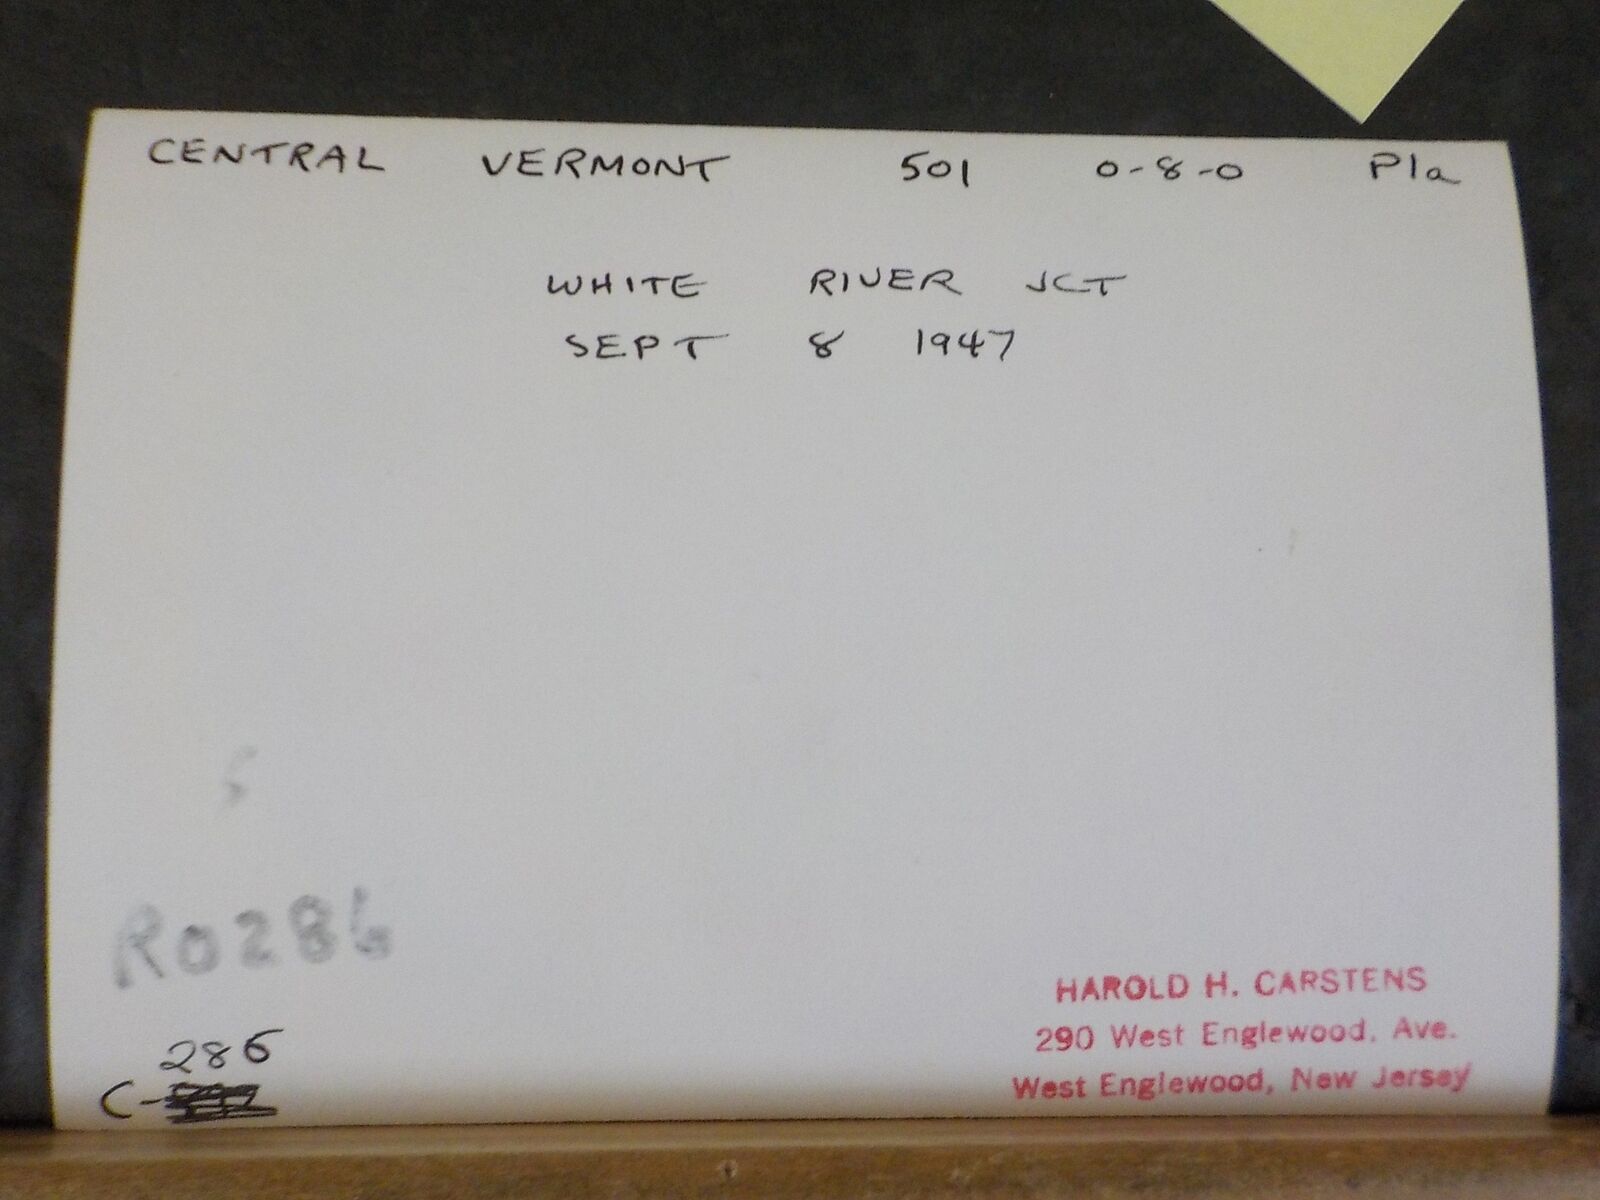 CENTRAL VERMONT 501 0-8-0 P1a
WHITE RIVER JCT
SEPT 8 1947
R0286
286
C-
HAROLD H. CARSTENS
290 West Englewood. Ave.
West Englewood, New Jersey